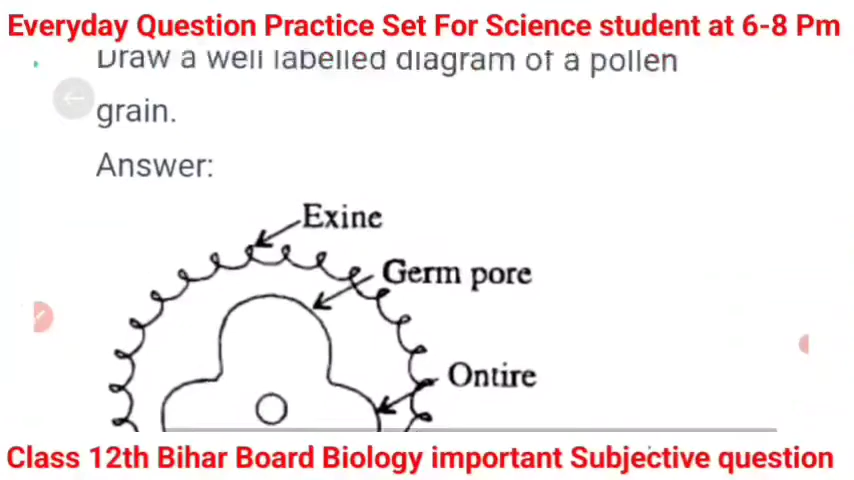 Everyday Question Practice Set For Science student at 6-8 Pm
Draw a well labelled diagram of a pollen
grain.
Answer:
Exine
Germ pore
Ontire
Class 12th Bihar Board Biology important Subjective question